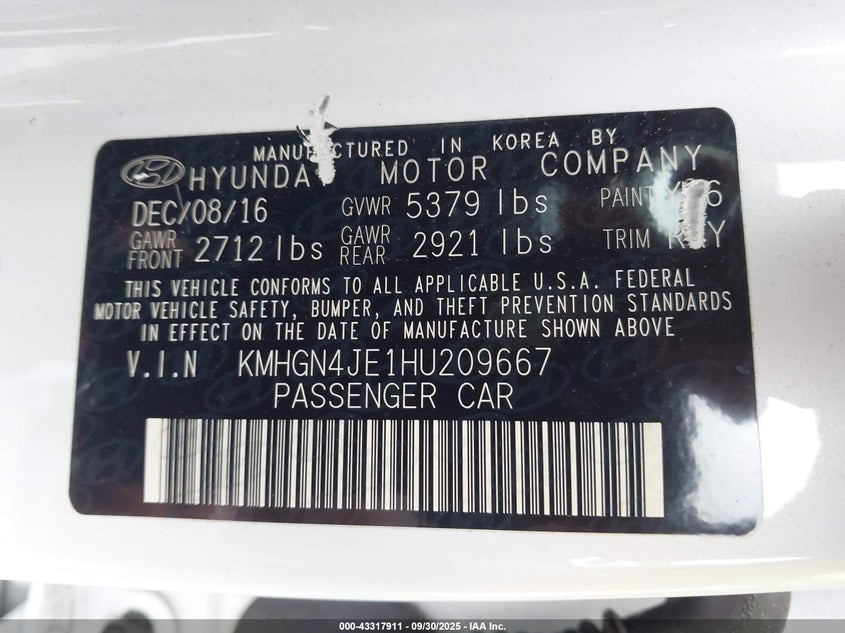 MANUFACTURED IN KOREA BY
HYUNDAI MOTOR COMPANY
DEC/08/16 GVWR 5379 lbs PAINT
GAWR FRONT 2712 lbs GAWR REAR 2921 lbs TRIM
THIS VEHICLE CONFORMS TO ALL APPLICABLE U.S.A. FEDERAL
MOTOR VEHICLE SAFETY, BUMPER, AND THEFT PREVENTION STANDARDS
IN EFFECT ON THE DATE OF MANUFACTURE SHOWN ABOVE
V.I.N KMHGN4JE1HU209667
PASSENGER CAR
000-43317911 - 09/30/2025 - IAA Inc.